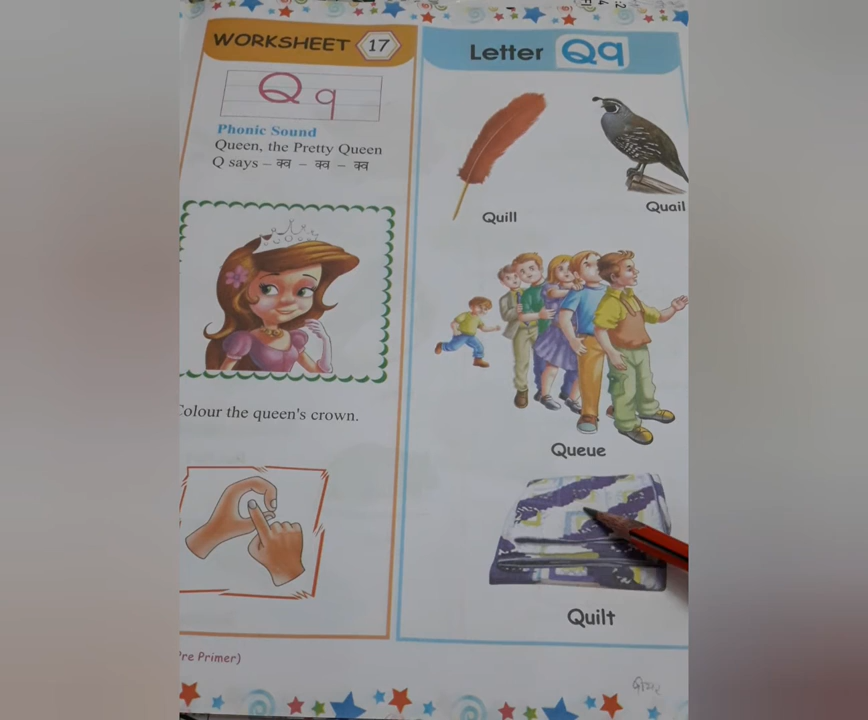 WORKSHEET 17
Q q
Phonic Sound
Queen, the Pretty Queen
Q says – क्व – क्व – क्व
Colour the queen's crown.
re Primer)
Letter Qq
Quill
Quail
Queue
Quilt